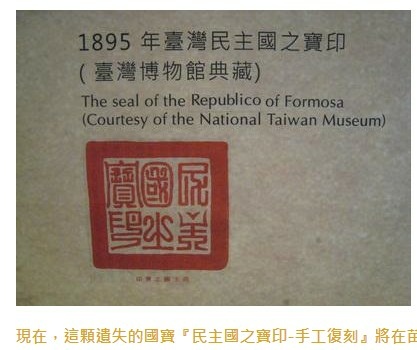 1895 年臺灣民主國之寶印
(臺灣博物館典藏)
The seal of the Republico of Formosa
(Courtesy of the National Taiwan Museum)
民主
國之
寶印
現在，這顆遺失的國寶『民主國之寶印-手工復刻』將在